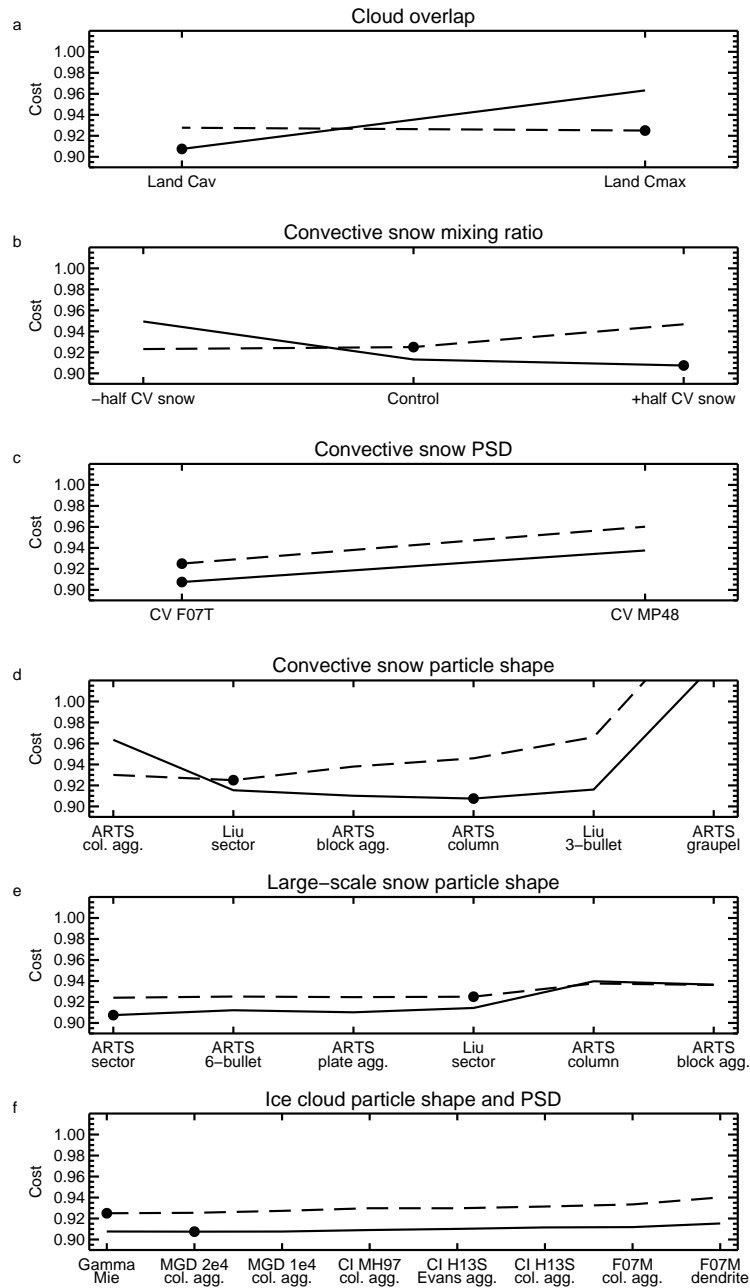 a
Cloud overlap
1.00
0.98
0.96
0.94
0.92
0.90
Cost
Land Cav
Land Cmax
b
Convective snow mixing ratio
1.00
0.98
0.96
0.94
0.92
0.90
Cost
−half CV snow
Control
+half CV snow
c
Convective snow PSD
1.00
0.98
0.96
0.94
0.92
0.90
Cost
CV F07T
CV MP48
d
Convective snow particle shape
1.00
0.98
0.96
0.94
0.92
0.90
Cost
ARTS
col. agg.
Liu
sector
ARTS
block agg.
ARTS
column
Liu
3−bullet
ARTS
graupel
e
Large−scale snow particle shape
1.00
0.98
0.96
0.94
0.92
0.90
Cost
ARTS
sector
ARTS
6−bullet
ARTS
plate agg.
Liu
sector
ARTS
column
ARTS
block agg.
f
Ice cloud particle shape and PSD
1.00
0.98
0.96
0.94
0.92
0.90
Cost
Gamma
Mie
MGD 2e4
col. agg.
MGD 1e4
col. agg.
CI MH97
col. agg.
CI H13S
Evans agg.
CI H13S
col. agg.
F07M
col. agg.
F07M
dendrite